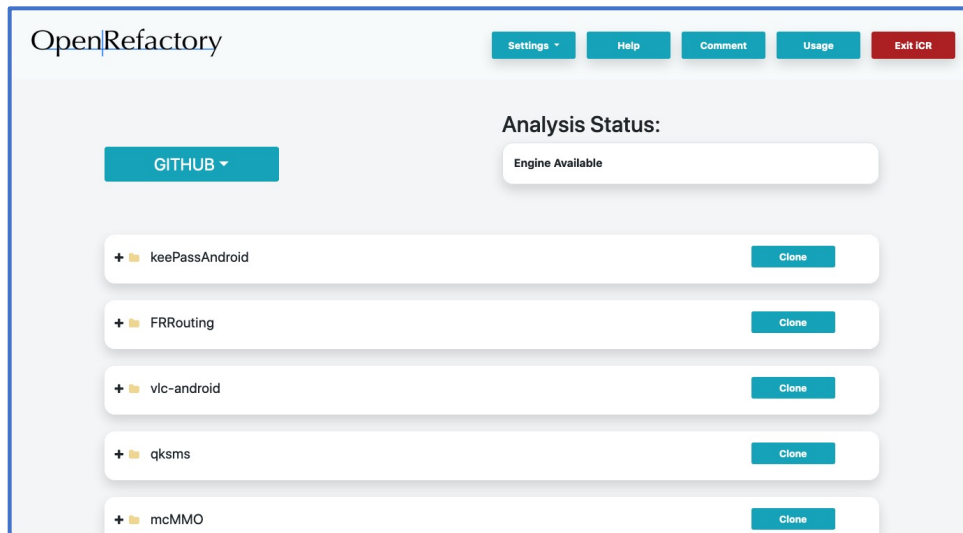 OpenRefactory
Settings Help Comment Usage Exit iCR
Analysis Status:
GITHUB
Engine Available
keePassAndroid Clone
FRRouting Clone
vlc-android Clone
qksms Clone
mcMMO Clone